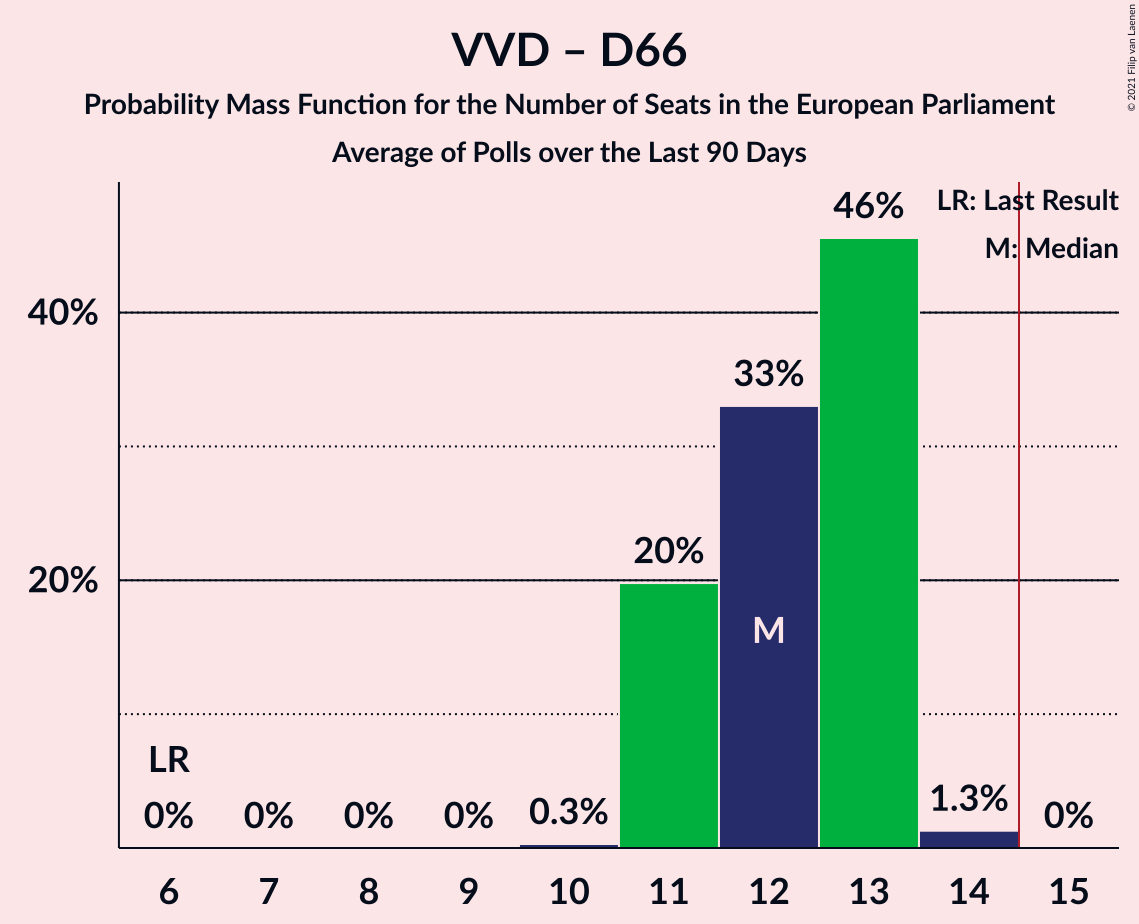 VVD – D66
Probability Mass Function for the Number of Seats in the European Parliament
Average of Polls over the Last 90 Days
© 2021 Filip van Laenen
LR: Last Result
M: Median
46%
40%
33%
20%
20%
M
LR
0% 0% 0% 0% 0.3% 1.3% 0%
6 7 8 9 10 11 12 13 14 15